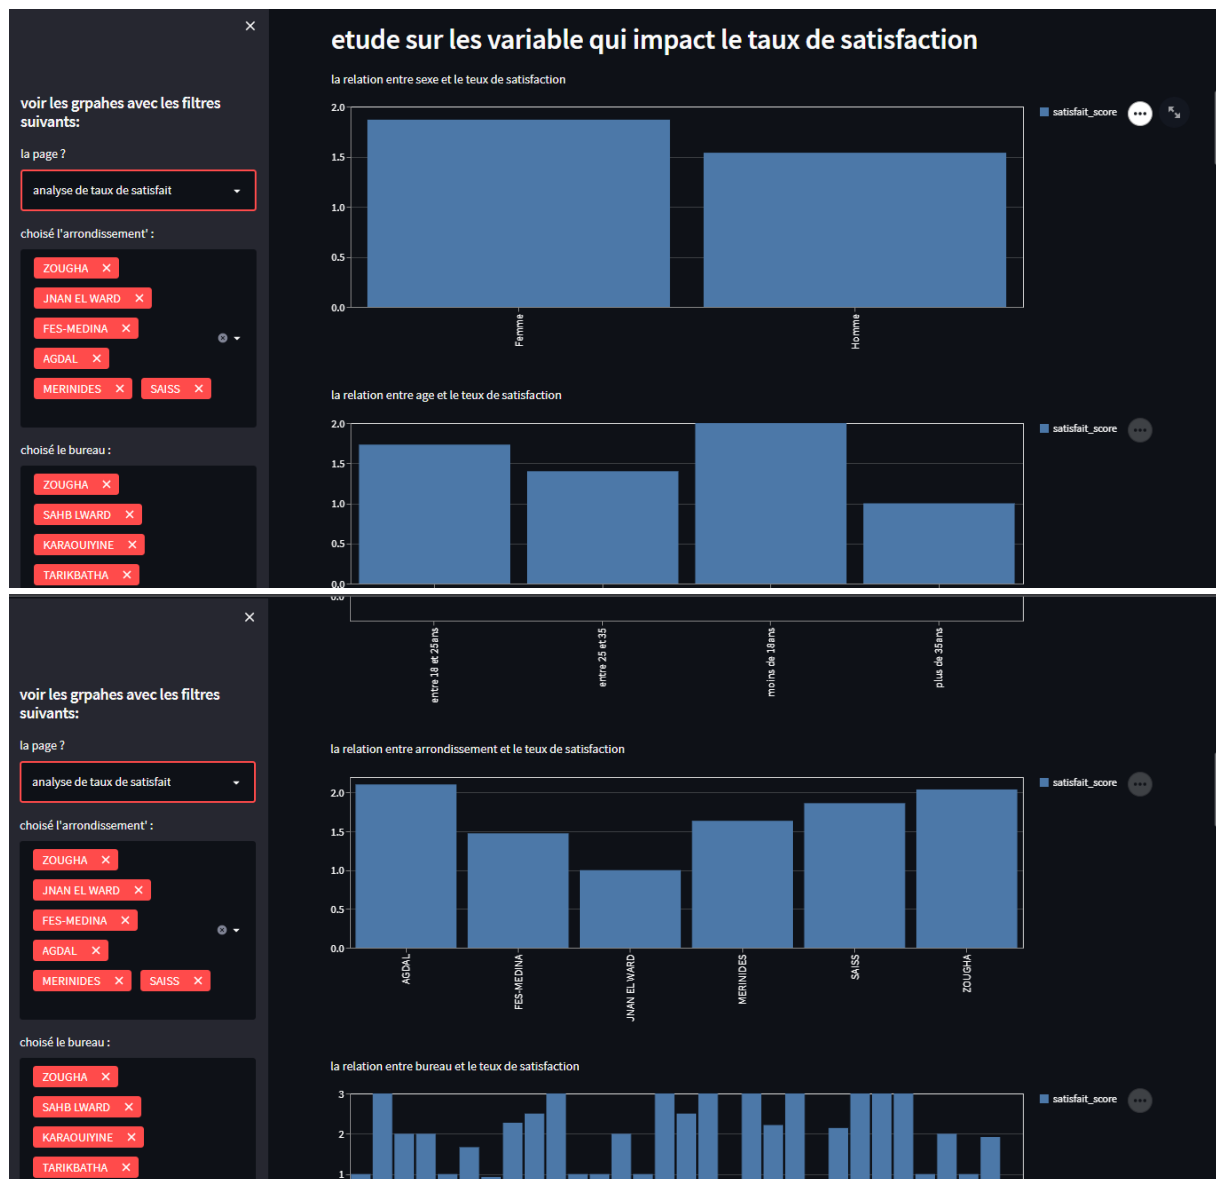 etude sur les variable qui impact le taux de satisfaction
voir les grpahes avec les filtres
suivants:
la page ?
analyse de taux de satisfait
choisé l'arrondissement' :
ZOUGHA
JNAN EL WARD
FES-MEDINA
AGDAL
MERINIDES SAISS
choisé le bureau :
ZOUGHA
SAHB LWARD
KARAOUIYINE
TARIKBATHA
la relation entre sexe et le teux de satisfaction
2.0
1.5
1.0
0.5
0.0
Femme
Homme
satisfait_score
la relation entre age et le teux de satisfaction
2.0
1.5
1.0
0.5
0.0
satisfait_score
voir les grpahes avec les filtres
suivants:
la page ?
analyse de taux de satisfait
choisé l'arrondissement' :
ZOUGHA
JNAN EL WARD
FES-MEDINA
AGDAL
MERINIDES SAISS
choisé le bureau :
ZOUGHA
SAHB LWARD
KARAOUIYINE
TARIKBATHA
0.0
entre 18 et 25ans
entre 25 et 35
moins de 18ans
plus de 35ans
la relation entre arrondissement et le teux de satisfaction
2.0
1.5
1.0
0.5
0.0
AGDAL
FES-MEDINA
JNAN EL WARD
MERINIDES
SAISS
ZOUGHA
satisfait_score
la relation entre bureau et le teux de satisfaction
3
2
1
satisfait_score